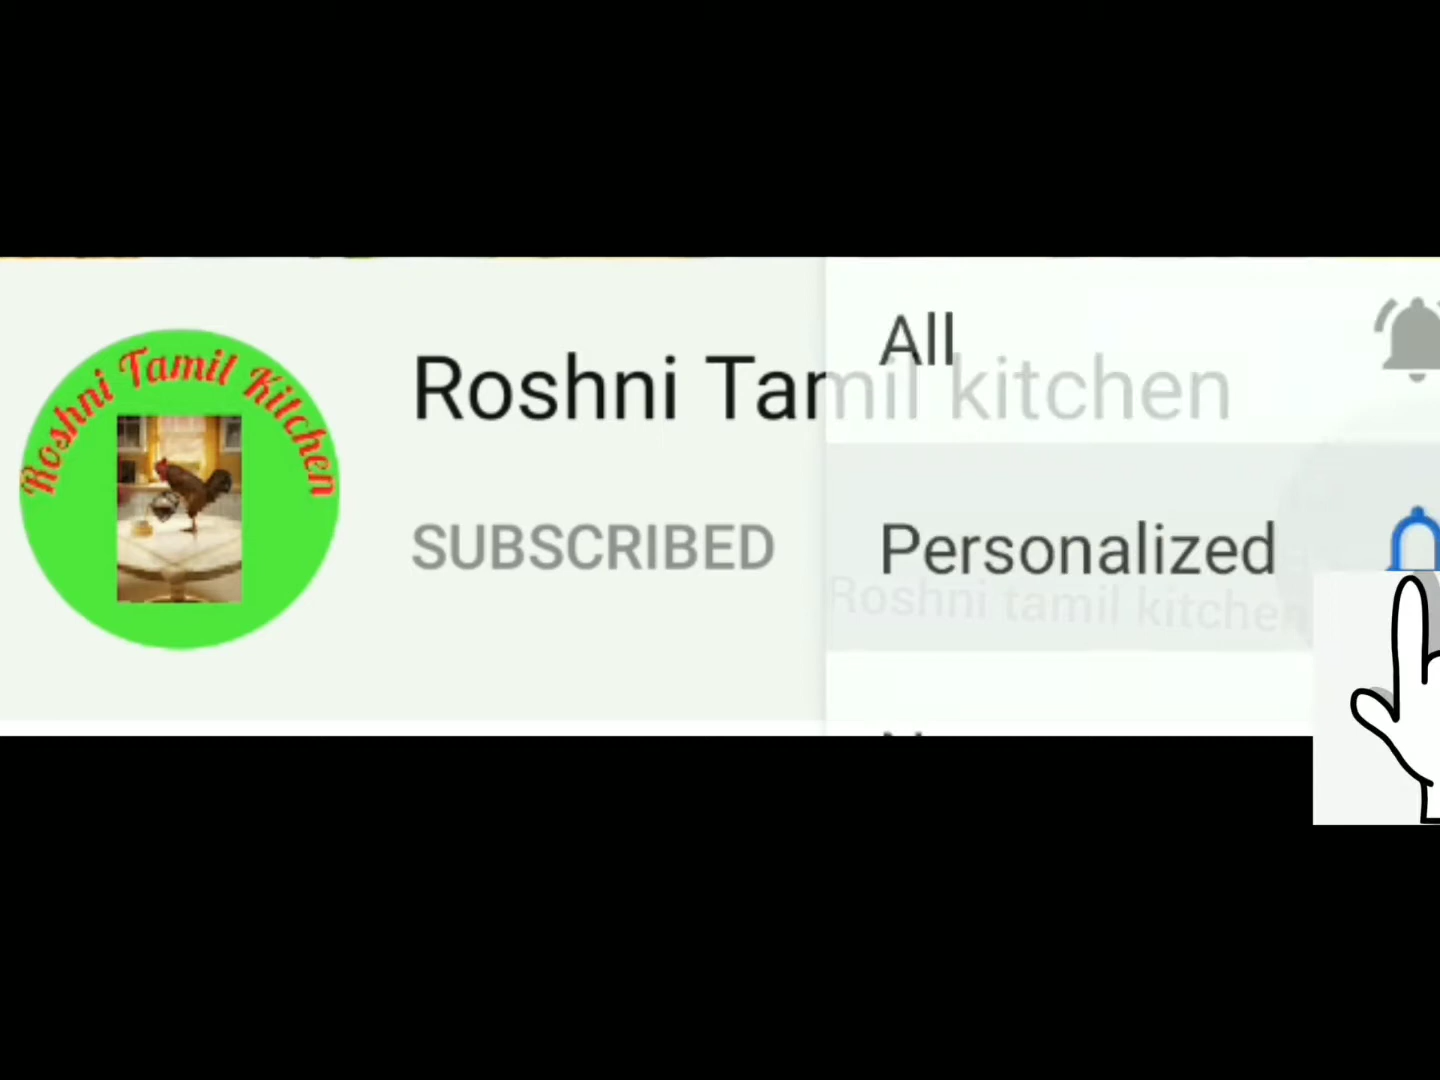 Roshni Tamil Kitchen
Roshni Tamil kitchen
SUBSCRIBED
All
Personalized
Roshni tamil kitchen